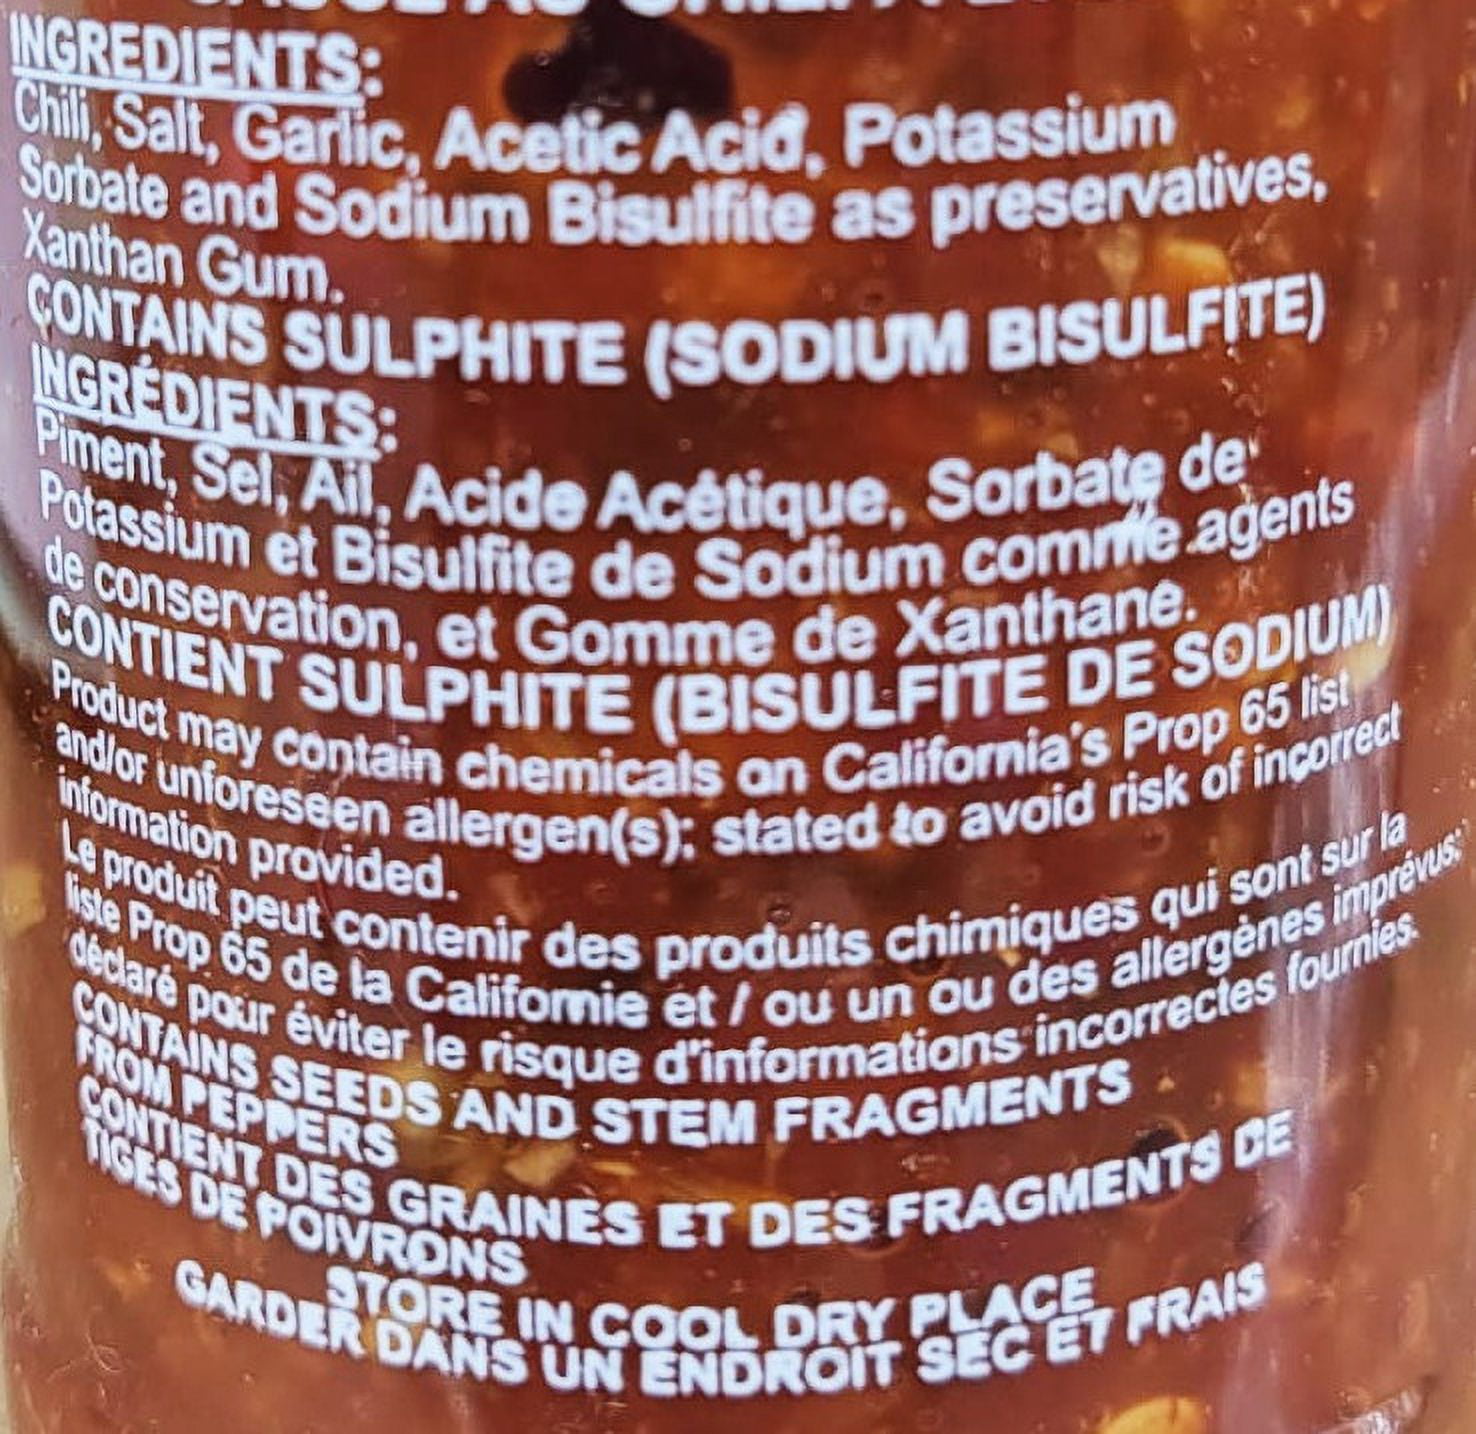 INGREDIENTS:
Chili, Salt, Garlic, Acetic Acid, Potassium
Sorbate and Sodium Bisulfite as preservatives,
Xanthan Gum.
CONTAINS SULPHITE (SODIUM BISULFITE)
INGRÉDIENTS:
Piment, Sel, Ail, Acide Acétique, Sorbate de
Potassium et Bisulfite de Sodium comme agents
de conservation, et Gomme de Xanthane.
CONTIENT SULPHITE (BISULFITE DE SODIUM)
Product may contain chemicals on California's Prop 65 list
and/or unforeseen allergen(s); stated to avoid risk of incorrect
information provided.
Le produit peut contenir des produits chimiques qui sont sur la
liste Prop 65 de la Californie et / ou un ou des allergènes imprévus;
déclaré pour éviter le risque d'informations incorrectes fournies.
CONTAINS SEEDS AND STEM FRAGMENTS
FROM PEPPERS
CONTIENT DES GRAINES ET DES FRAGMENTS DE
TIGES DE POIVRONS
STORE IN COOL DRY PLACE
GARDER DANS UN ENDROIT SEC ET FRAIS